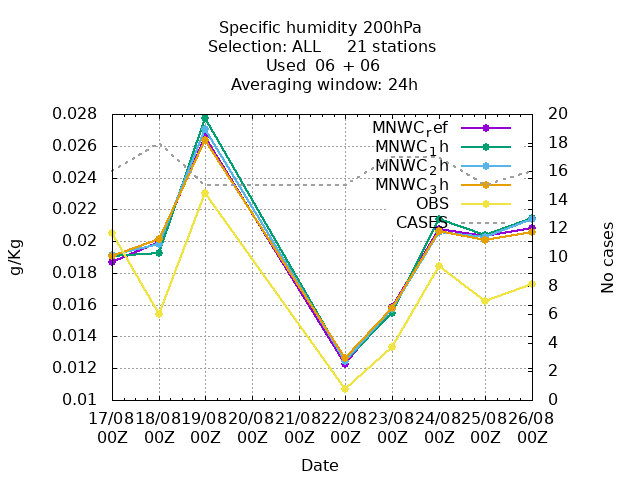 Specific humidity 200hPa
Selection: ALL     21 stations
Used  06 + 06
Averaging window: 24h
0.028
0.026
0.024
0.022
0.02
0.018
0.016
0.014
0.012
0.01
g/Kg
MNWC_ref
MNWC_1h
MNWC_2h
MNWC_3h
OBS
CASES
20
18
16
14
12
10
8
6
4
2
0
No cases
17/08 18/08 19/08 20/08 21/08 22/08 23/08 24/08 25/08 26/08
00Z 00Z 00Z 00Z 00Z 00Z 00Z 00Z 00Z 00Z
Date